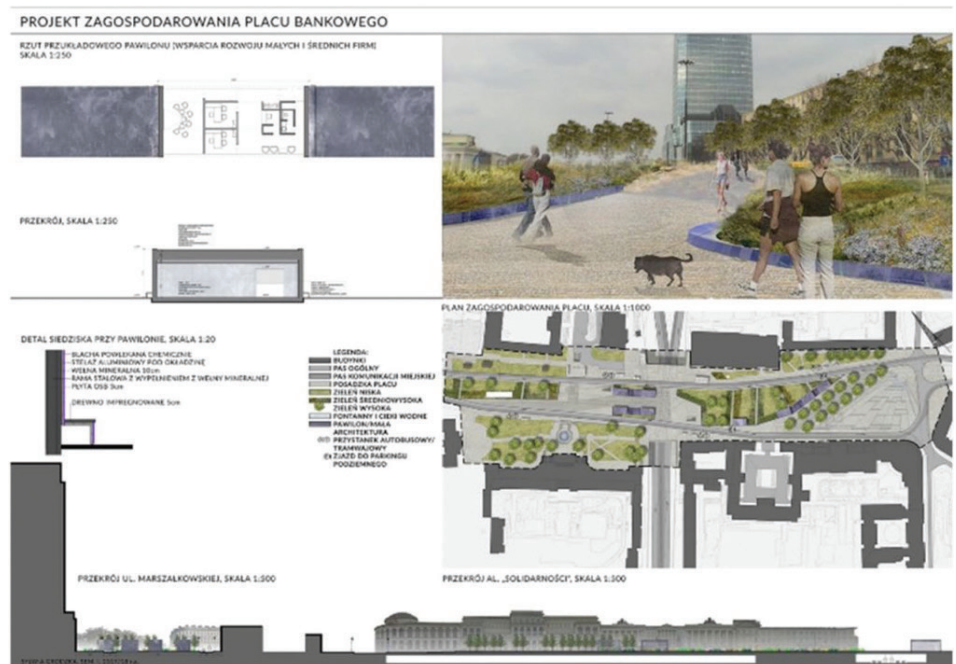 PROJEKT ZAGOSPODAROWANIA PLACU BANKOWEGO
RZUT PRZUKŁADOWEGO PAWILONU (WSPARCIA ROZWOJU MAŁYCH I ŚREDNICH FIRM)
SKALA 1:250
PRZEKRÓJ, SKALA 1:250
DETAL SIEDZISKA PRZY PAWILONIE, SKALA 1:20
BLACHA POWLEKANA CHEMICZNIE
STELAŻ ALUMINIOWY POD OKŁADZINĘ
WEŁNA MINERALNA 10cm
RAMA STALOWA Z WYPEŁNIENIEM Z WEŁNY MINERALNEJ
PŁYTA OSB 3cm
DREWNO IMPREGNOWANE 5cm
LEGENDA:
BUDYNKI
PAS OGÓLNY
PAS KOMUNIKACJI MIEJSKIEJ
POSADZKA PLACU
ZIELEŃ NISKA
ZIELEŃ ŚREDNIOWYSOKA
ZIELEŃ WYSOKA
FONTANNY I CIEKI WODNE
PAWILON/MAŁA
ARCHITEKTURA
PRZYSTANEK AUTOBUSOWY/
TRAMWAJOWY
ZJAZD DO PARKINGU
PODZIEMNEGO
PLAN ZAGOSPODAROWANIA PLACU, SKALA 1:1000
PRZEKRÓJ UL. MARSZAŁKOWSKIEJ, SKALA 1:500
PRZEKRÓJ AL. „SOLIDARNOŚCI", SKALA 1:500